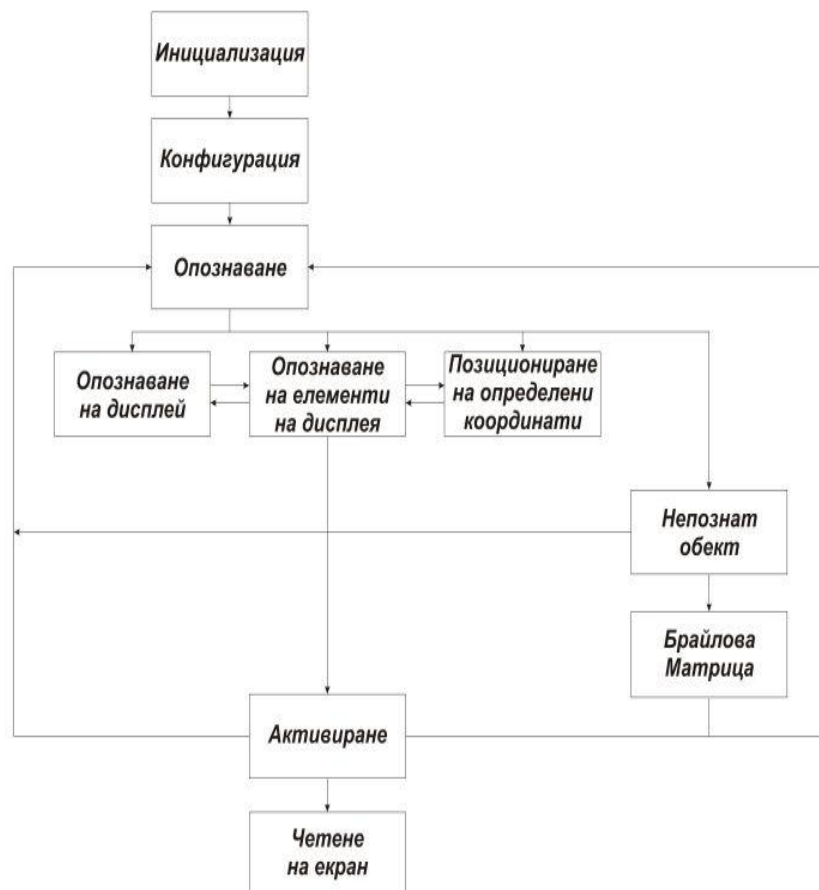 Инициализация
Конфигурация
Опознаване
Опознаване
на дисплей
Опознаване
на елементи
на дисплея
Позициониране
на определени
координати
Непознат
обект
Брайлова
Матрица
Активиране
Четене
на екран